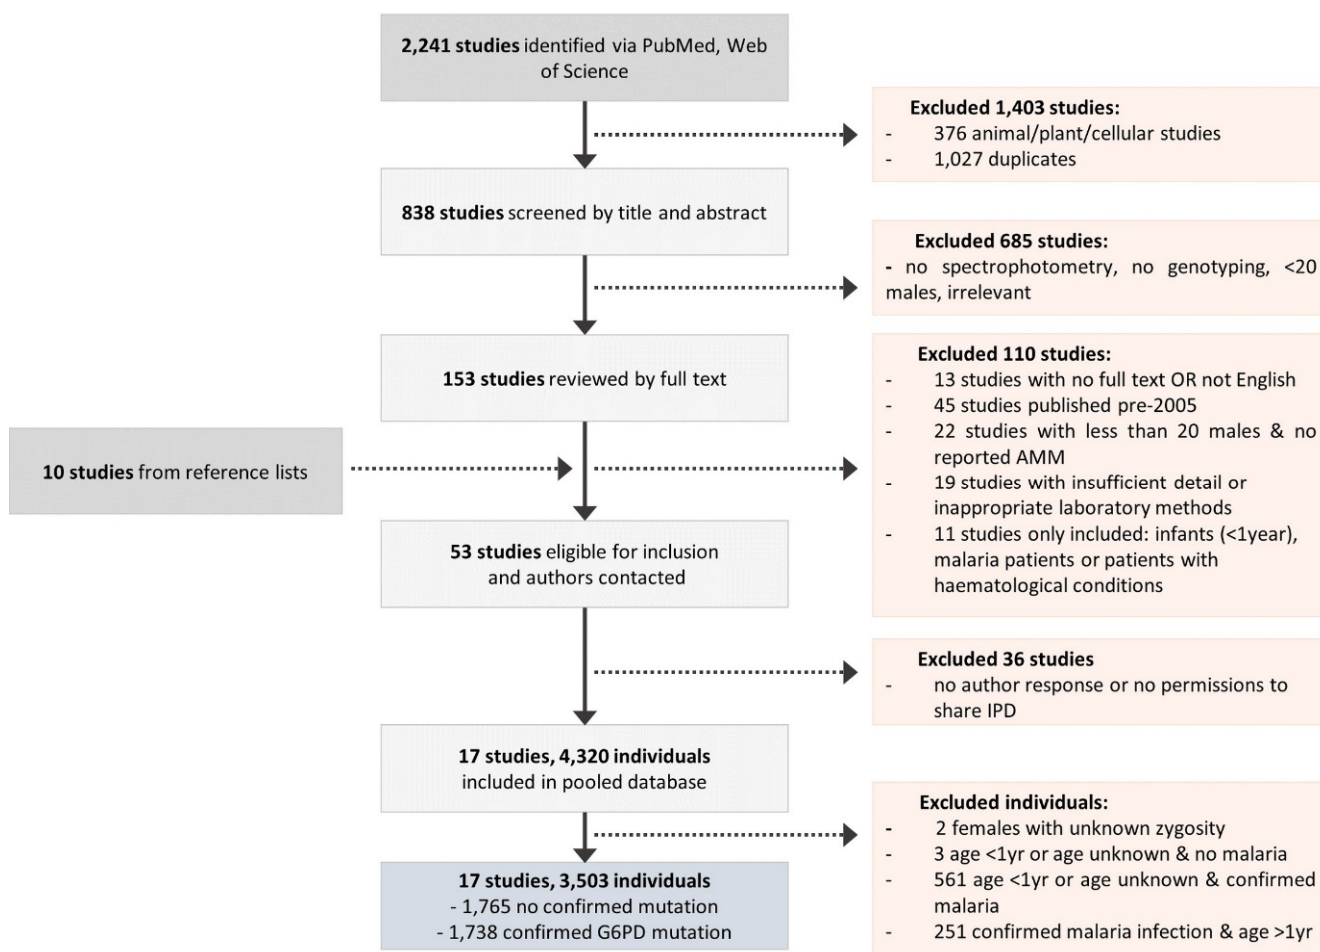 2,241 studies identified via PubMed, Web
of Science
Excluded 1,403 studies:
- 376 animal/plant/cellular studies
- 1,027 duplicates
838 studies screened by title and abstract
Excluded 685 studies:
- no spectrophotometry, no genotyping, <20
males, irrelevant
153 studies reviewed by full text
10 studies from reference lists
Excluded 110 studies:
- 13 studies with no full text OR not English
- 45 studies published pre-2005
- 22 studies with less than 20 males & no
reported AMM
- 19 studies with insufficient detail or
inappropriate laboratory methods
- 11 studies only included: infants (<1year),
malaria patients or patients with
haematological conditions
53 studies eligible for inclusion
and authors contacted
Excluded 36 studies
- no author response or no permissions to
share IPD
17 studies, 4,320 individuals
included in pooled database
Excluded individuals:
- 2 females with unknown zygosity
- 3 age <1yr or age unknown & no malaria
- 561 age <1yr or age unknown & confirmed
malaria
- 251 confirmed malaria infection & age >1yr
17 studies, 3,503 individuals
- 1,765 no confirmed mutation
- 1,738 confirmed G6PD mutation